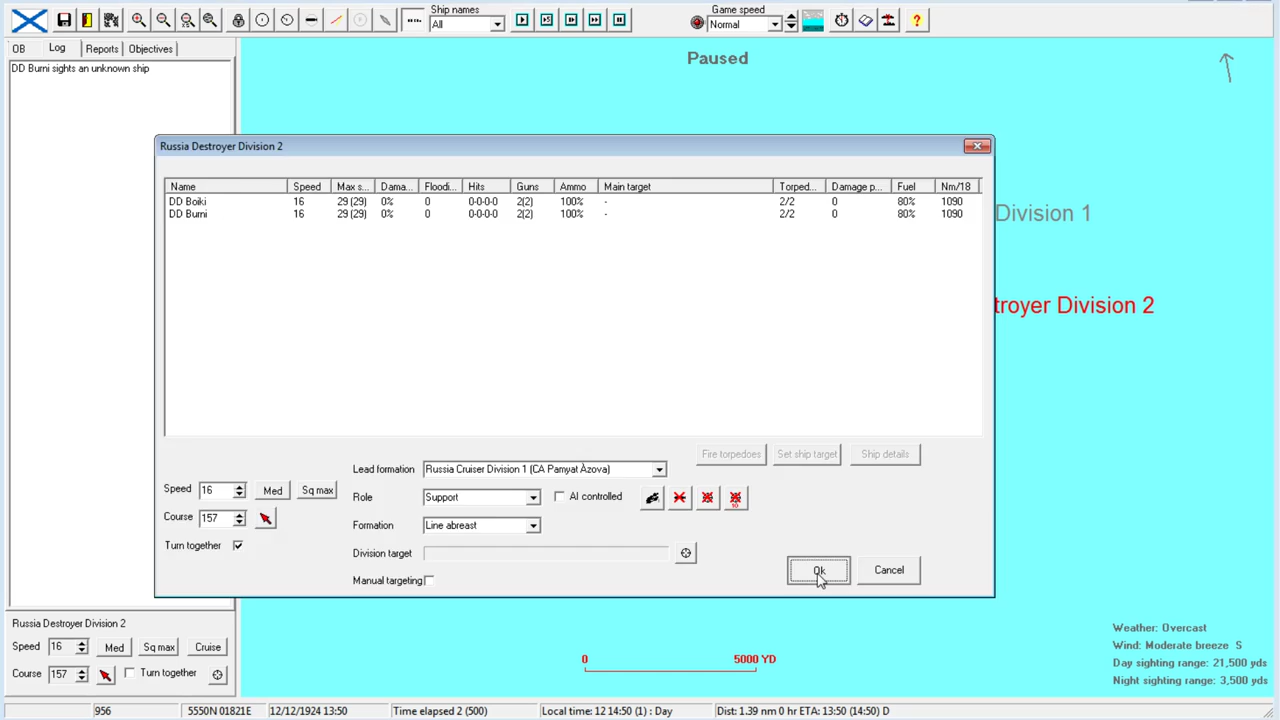 Ship names
All
Game speed
Normal
OB Log Reports Objectives
DD Burni sights an unknown ship
Paused
Division 1
troyer Division 2
Russia Destroyer Division 2
Name Speed Max s... Dama... Floodi... Hits Guns Ammo Main target Torped... Damage p... Fuel Nm/18
DD Boiki 16 29 (29) 0% 0 0-0-0-0 2(2) 100% - 2/2 0 80% 1090
DD Burni 16 29 (29) 0% 0 0-0-0-0 2(2) 100% - 2/2 0 80% 1090
Fire torpedoes Set ship target Ship details
Lead formation Russia Cruiser Division 1 (CA Pamyat Àzova)
Speed 16 Med Sq max
Role Support AI controlled
Course 157
Formation Line abreast
Turn together
Division target
Manual targeting
Ok Cancel
Russia Destroyer Division 2
Speed 16 Med Sq max Cruise
Course 157 Turn together
0 5000 YD
Weather: Overcast
Wind: Moderate breeze S
Day sighting range: 21,500 yds
Night sighting range: 3,500 yds
956 5550N 01821E 12/12/1924 13:50 Time elapsed 2 (500) Local time: 12 14:50 (1) : Day Dist: 1.39 nm 0 hr ETA: 13:50 (14:50) D